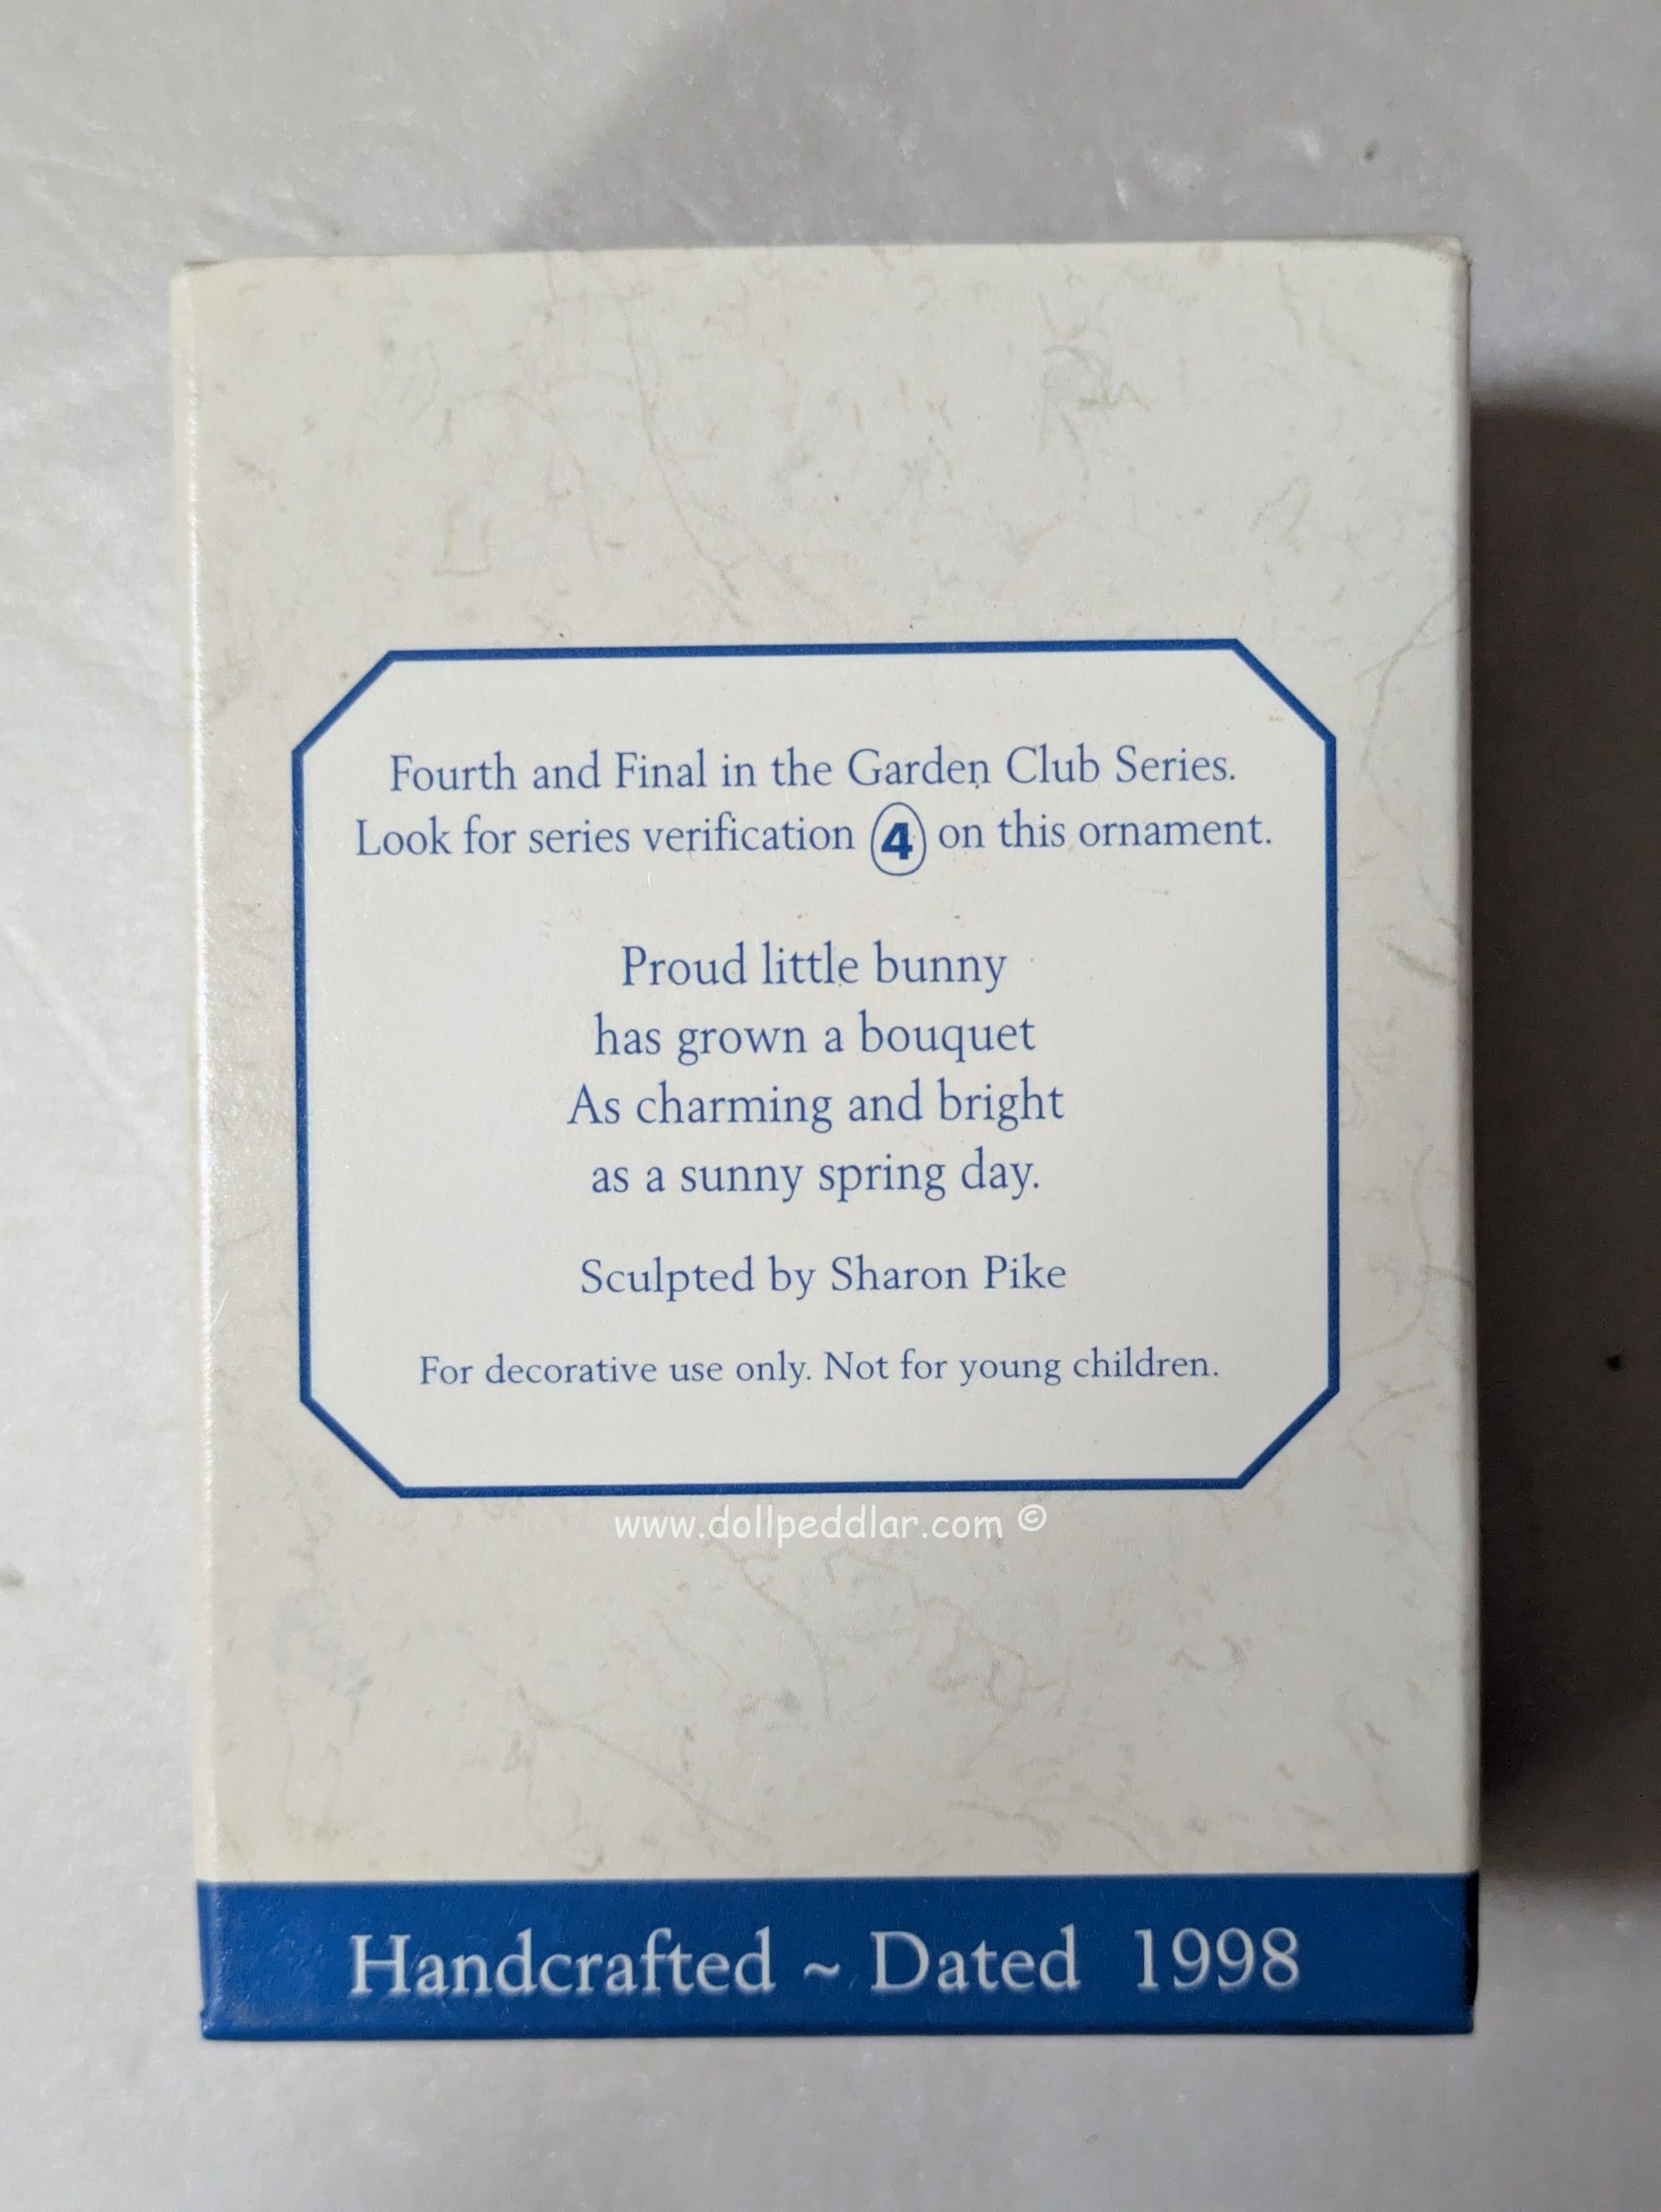 Fourth and Final in the Garden Club Series.
Look for series verification 4 on this ornament.
Proud little bunny
has grown a bouquet
As charming and bright
as a sunny spring day.
Sculpted by Sharon Pike
For decorative use only. Not for young children.
www.dollpeddlar.com ©
Handcrafted ~ Dated 1998